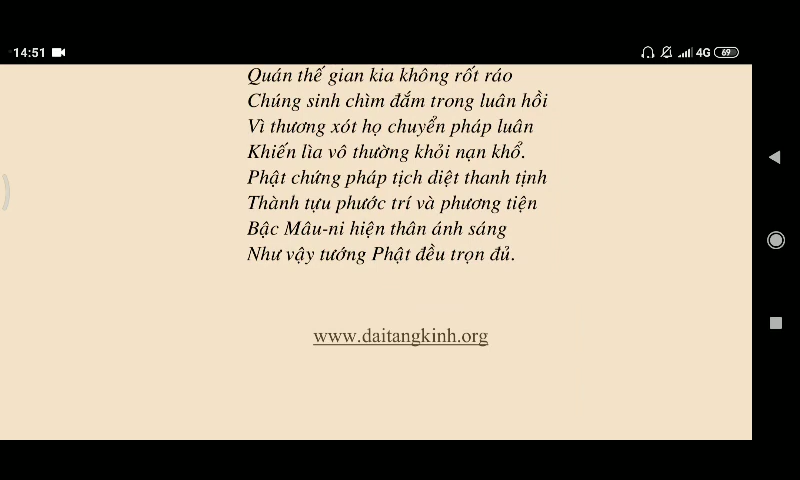 14:51
4G 69
Quán thế gian kia không rốt ráo
Chúng sinh chìm đắm trong luân hồi
Vì thương xót họ chuyển pháp luân
Khiến lìa vô thường khỏi nạn khổ.
Phật chứng pháp tịch diệt thanh tịnh
Thành tựu phước trí và phương tiện
Bậc Mâu-ni hiện thân ánh sáng
Như vậy tướng Phật đều trọn đủ.
www.daitangkinh.org